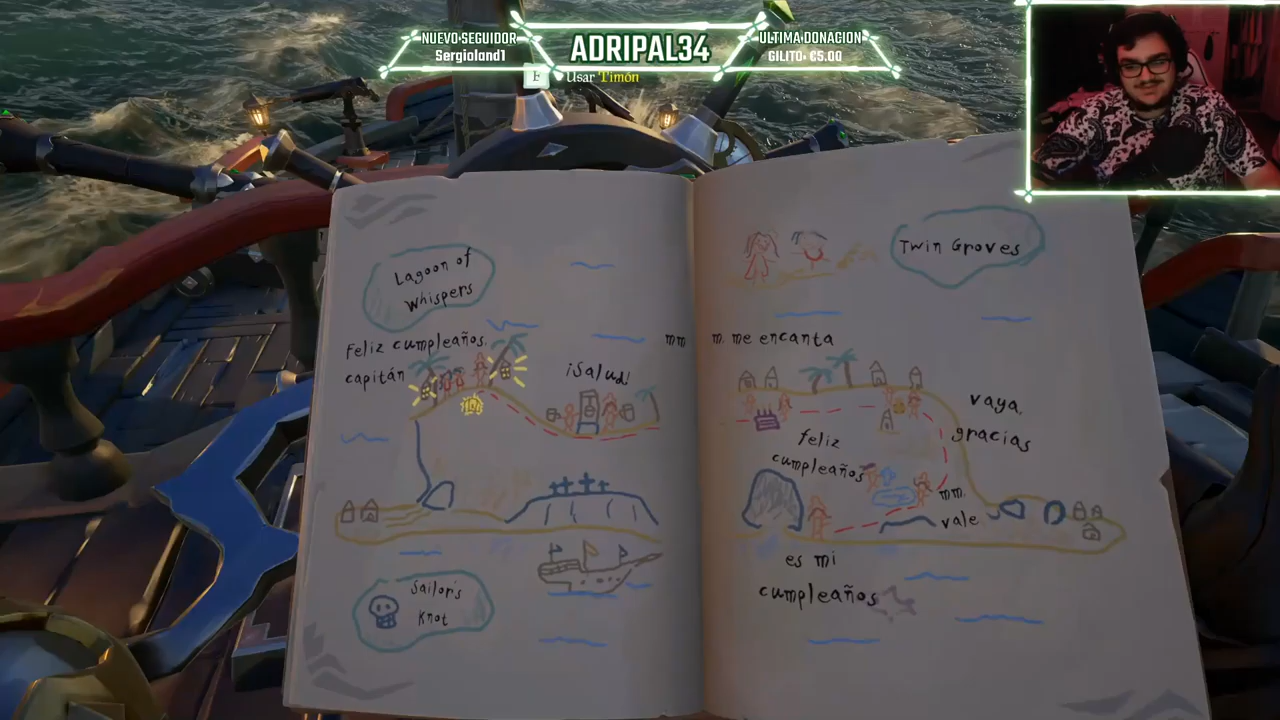 NUEVO SEGUIDOR
Sergioland1
ADRIPAL34
ULTIMA DONACION
GILITO: €5.00
E Usar Timón
Lagoon of
Whispers
Feliz cumpleaños,
capitán
¡Salud!
Sailor's
Knot
Twin Groves
mm m, me encanta
vaya,
gracias
feliz
cumpleaños
mm,
vale
es mi
cumpleaños